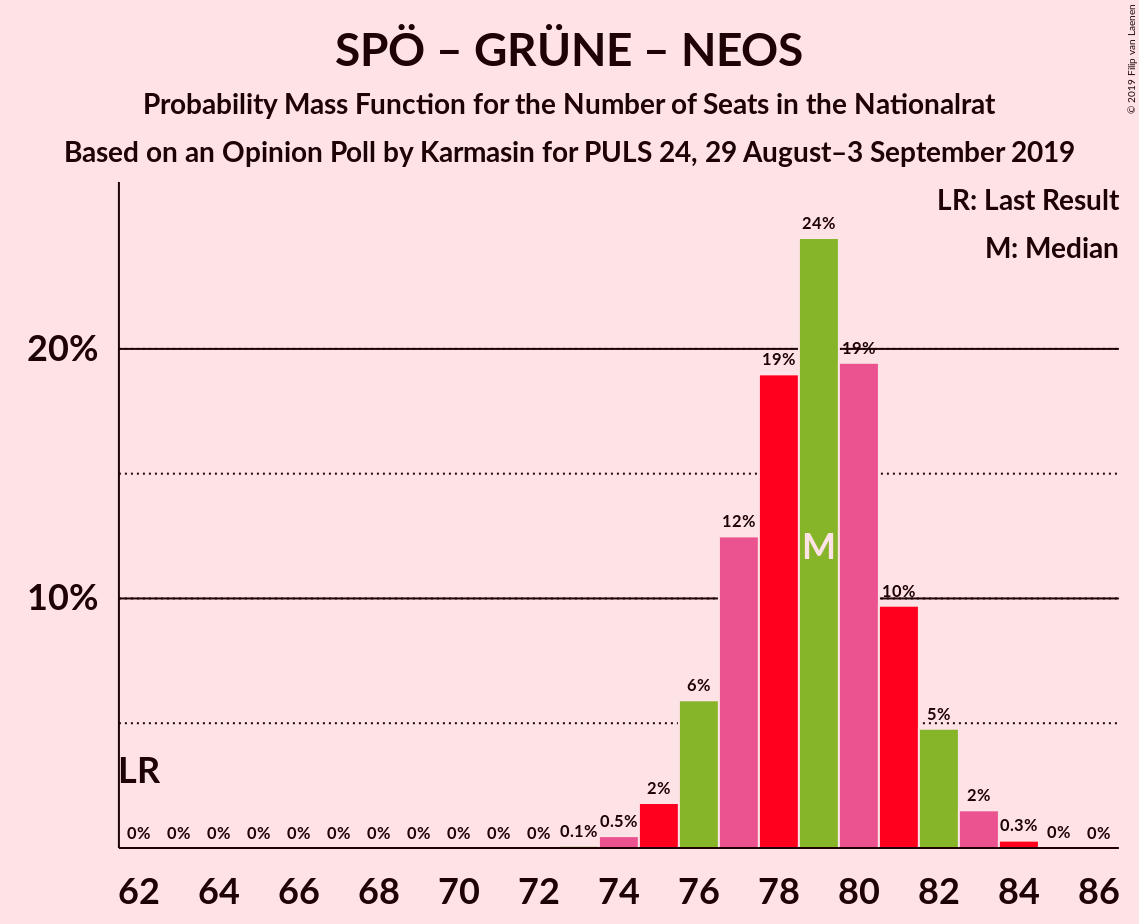 SPÖ – GRÜNE – NEOS
Probability Mass Function for the Number of Seats in the Nationalrat
Based on an Opinion Poll by Karmasin for PULS 24, 29 August–3 September 2019
© 2019 Filip van Laenen
LR: Last Result
M: Median
24%
20%
19%
19%
M
12%
10%
10%
6%
5%
LR
2%
2%
0% 0% 0% 0% 0% 0% 0% 0% 0% 0% 0% 0.1% 0.5% 0.3% 0% 0%
62 64 66 68 70 72 74 76 78 80 82 84 86